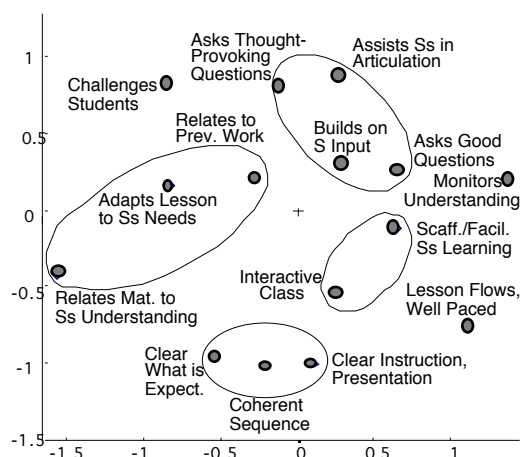 1
Asks Thought-
Provoking
Questions
Assists Ss in
Articulation
Challenges
Students
Relates to
Prev. Work
0.5
Builds on
S Input
Asks Good
Questions
Monitors
Understanding
Adapts Lesson
to Ss Needs
0
Scaff./Facil.
Ss Learning
Interactive
Class
Lesson Flows,
Well Paced
-0.5
Relates Mat. to
Ss Understanding
Clear
What is
Expect.
Clear Instruction,
Presentation
-1
Coherent
Sequence
-1.5
-1.5 -1 -0.5 0 0.5 1